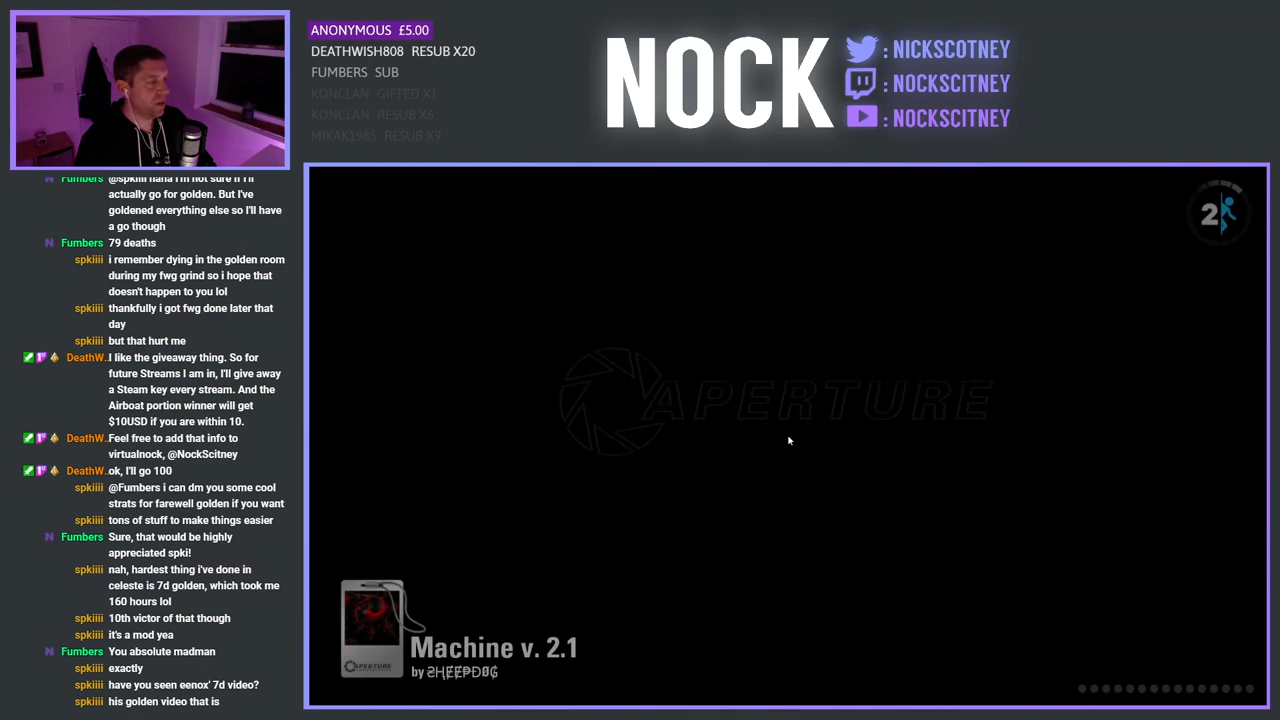 ANONYMOUS £5.00
DEATHWISH808 RESUB X20
FUMBERS SUB
KONCLAN GIFTED X1
KONCLAN RESUB X6
MIKAK1985 RESUB X9
NOCK
: NICKSCOTNEY
: NOCKSCITNEY
: NOCKSCITNEY
Fumbers @spkiiii haha I'm not sure if I'll
actually go for golden. But I've
goldened everything else so I'll have
a go though
Fumbers 79 deaths
spkiiii i remember dying in the golden room
during my fwg grind so i hope that
doesn't happen to you lol
spkiiii thankfully i got fwg done later that
day
spkiiii but that hurt me
DeathW... I like the giveaway thing. So for
future Streams I am in, I'll give away
a Steam key every stream. And the
Airboat portion winner will get
$10USD if you are within 10.
DeathW... Feel free to add that info to
virtualnock, @NockScitney
DeathW... ok, I'll go 100
spkiiii @Fumbers i can dm you some cool
strats for farewell golden if you want
spkiiii tons of stuff to make things easier
Fumbers Sure, that would be highly
appreciated spki!
spkiiii nah, hardest thing i've done in
celeste is 7d golden, which took me
160 hours lol
spkiiii 10th victor of that though
spkiiii it's a mod yea
Fumbers You absolute madman
spkiiii exactly
spkiiii have you seen eenox' 7d video?
spkiiii his golden video that is
2
APERTURE
Machine v. 2.1
by ₴ⱧɆɆ₱ĐØ₲
APERTURE